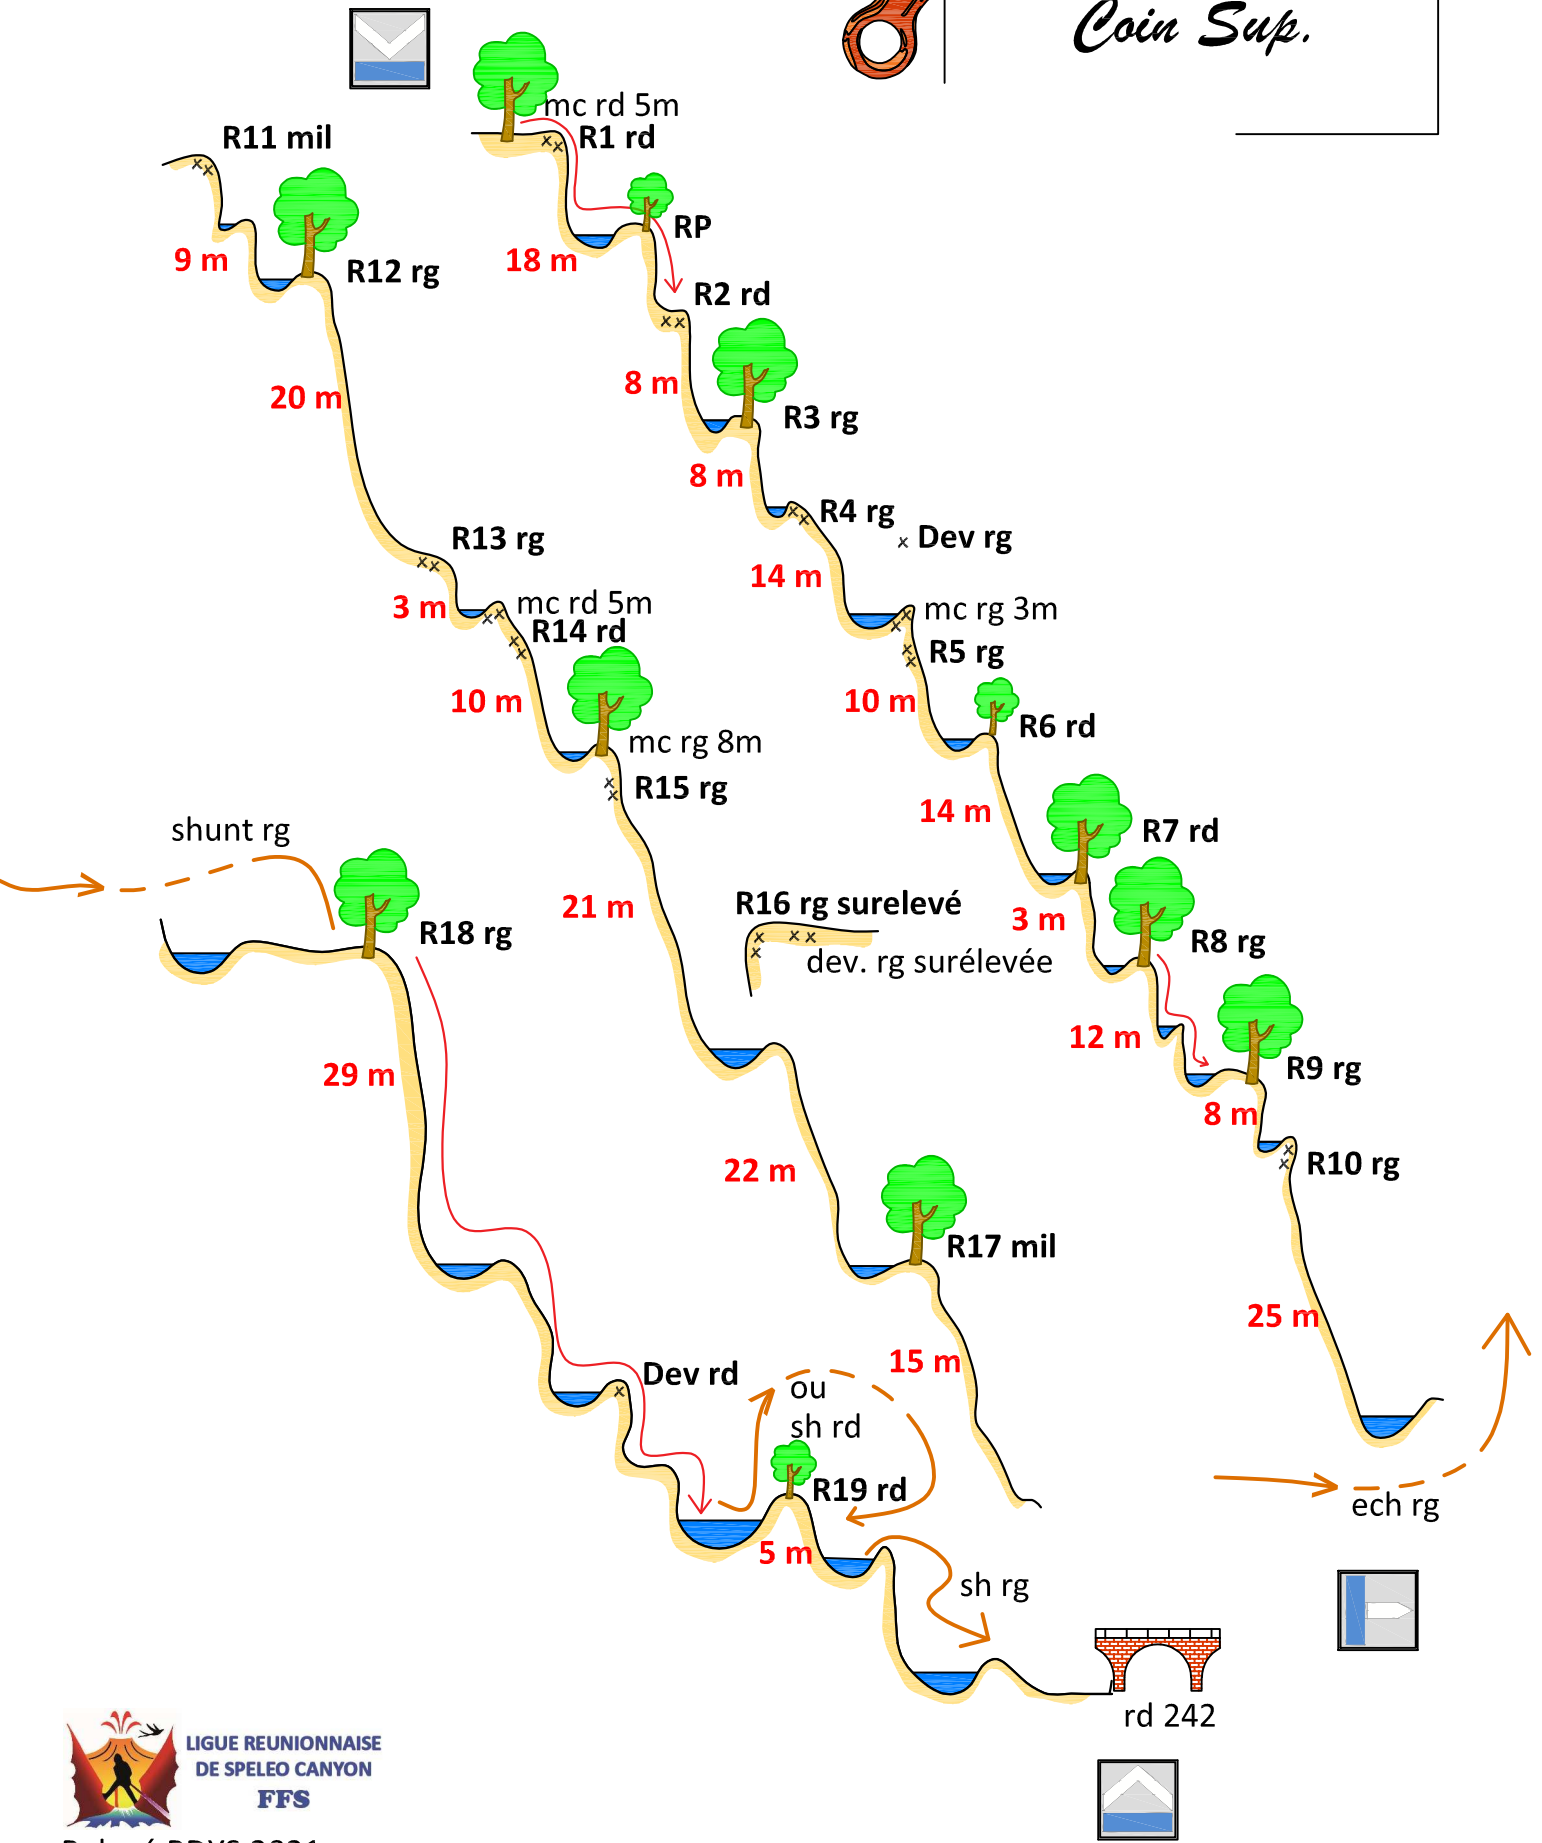 Coin Sup.
mc rd 5m
R1 rd
RP
18 m
R2 rd
8 m
R3 rg
8 m
R4 rg
Dev rg
14 m
mc rg 3m
R5 rg
10 m
R6 rd
14 m
R7 rd
3 m
R8 rg
12 m
R9 rg
8 m
R10 rg
25 m
ech rg
R11 mil
9 m
R12 rg
20 m
R13 rg
3 m
mc rd 5m
R14 rd
10 m
mc rg 8m
R15 rg
21 m
R16 rg surelevé
dev. rg surélevée
22 m
R17 mil
15 m
shunt rg
R18 rg
29 m
Dev rd
ou
sh rd
R19 rd
5 m
sh rg
rd 242
LIGUE REUNIONNAISE
DE SPELEO CANYON
FFS